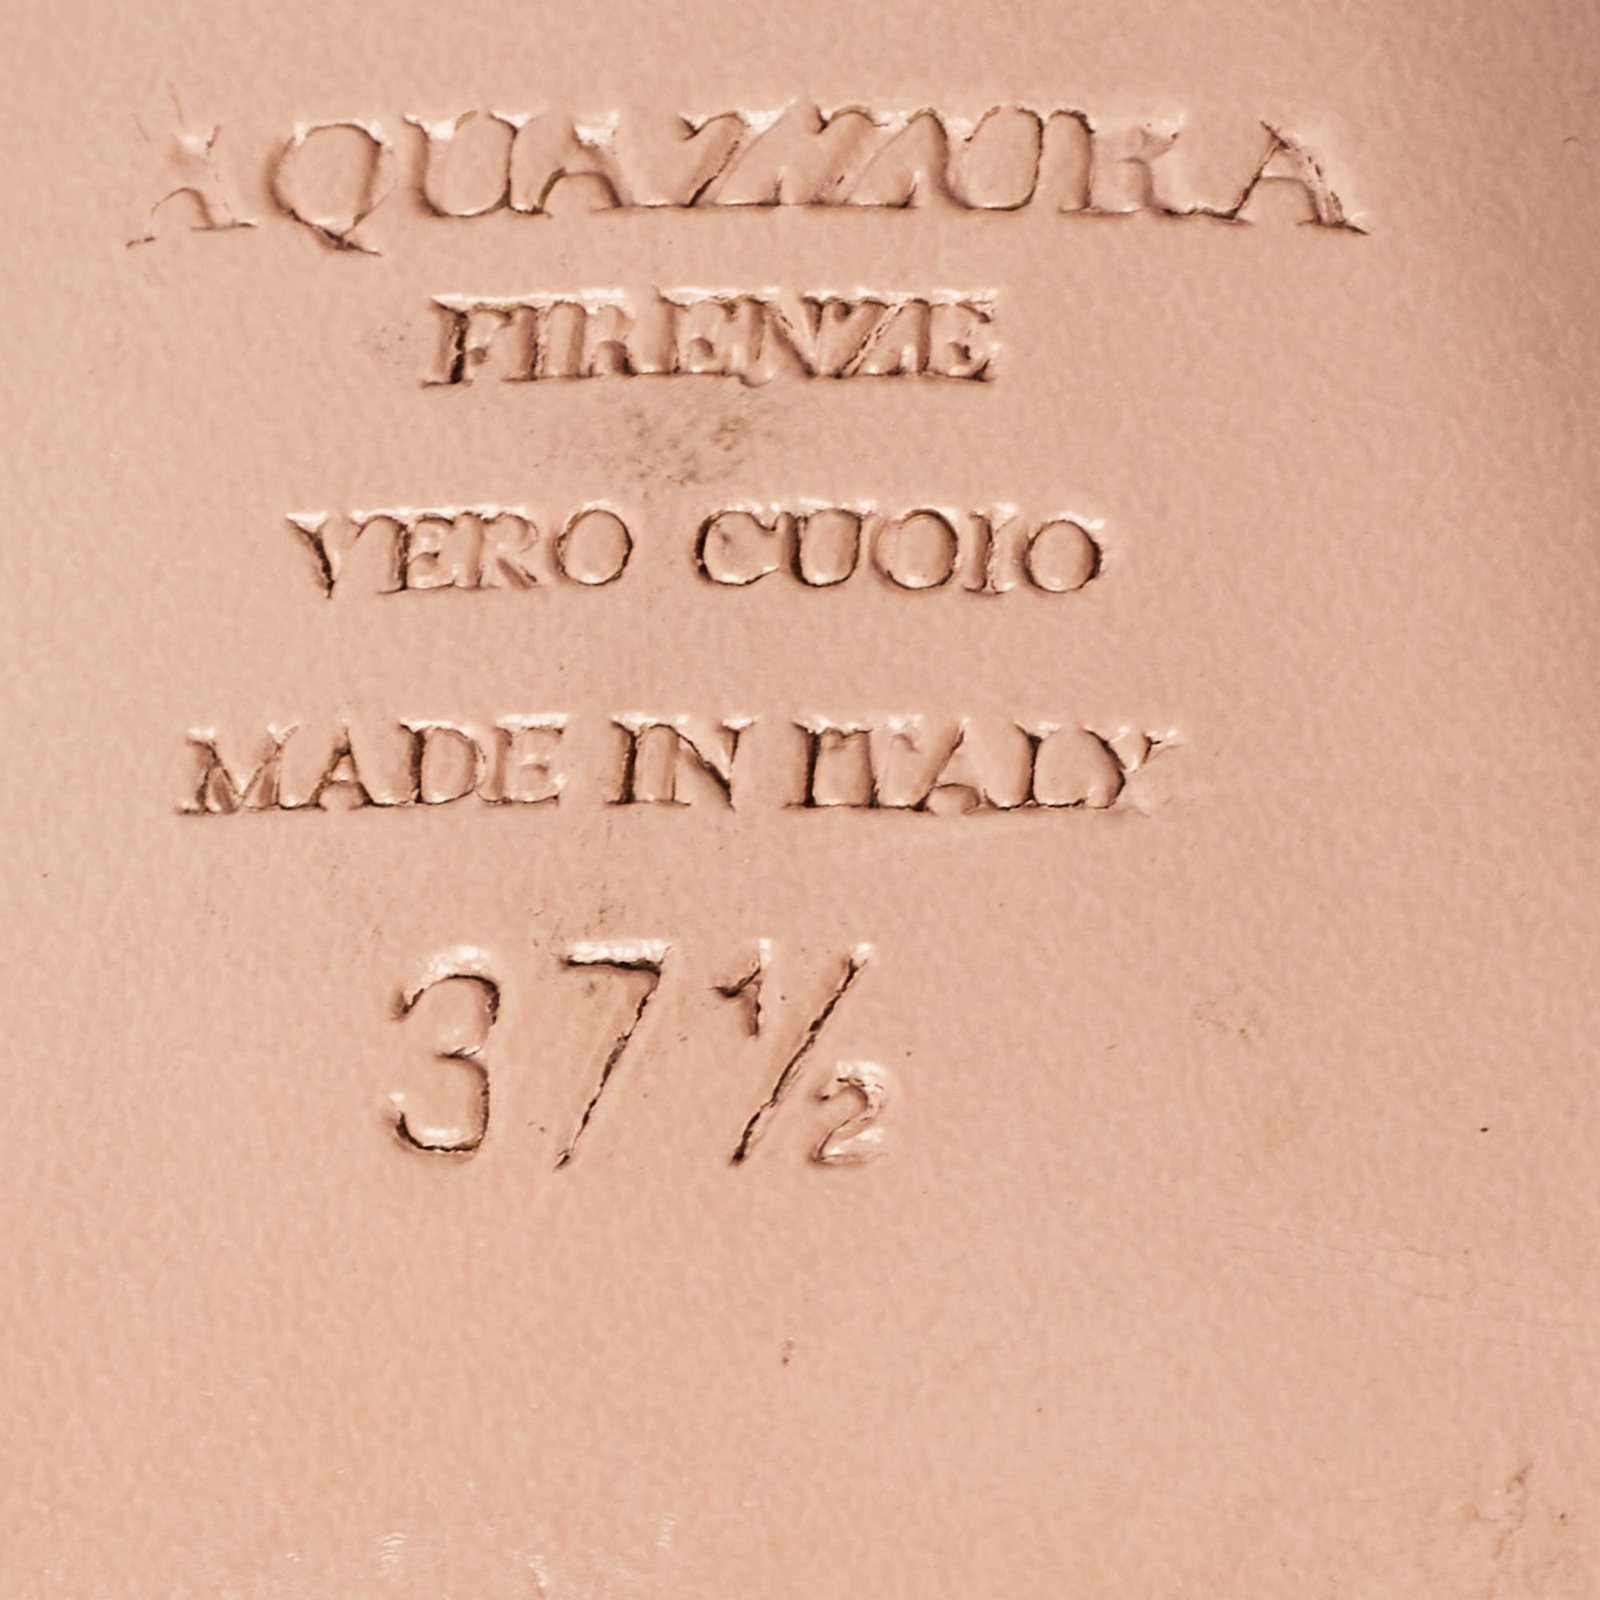 AQUAZZURA
FIRENZE
VERO CUOIO
MADE IN ITALY
37½